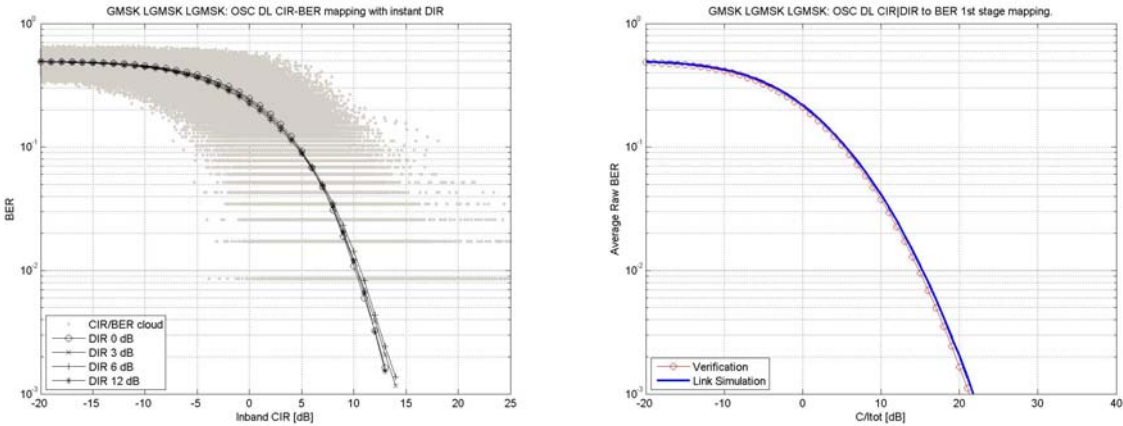 GMSK LGMSK LGMSK: OSC DL CIR-BER mapping with instant DIR
10^0
10^-1
10^-2
10^-3
BER
CIR/BER cloud
DIR 0 dB
DIR 3 dB
DIR 6 dB
DIR 12 dB
-20 -15 -10 -5 0 5 10 15 20 25
Inband CIR [dB]
GMSK LGMSK LGMSK: OSC DL CIR|DIR to BER 1st stage mapping.
10^0
10^-1
10^-2
10^-3
Average Raw BER
Verification
Link Simulation
-20 -10 0 10 20 30 40
C/Itot [dB]